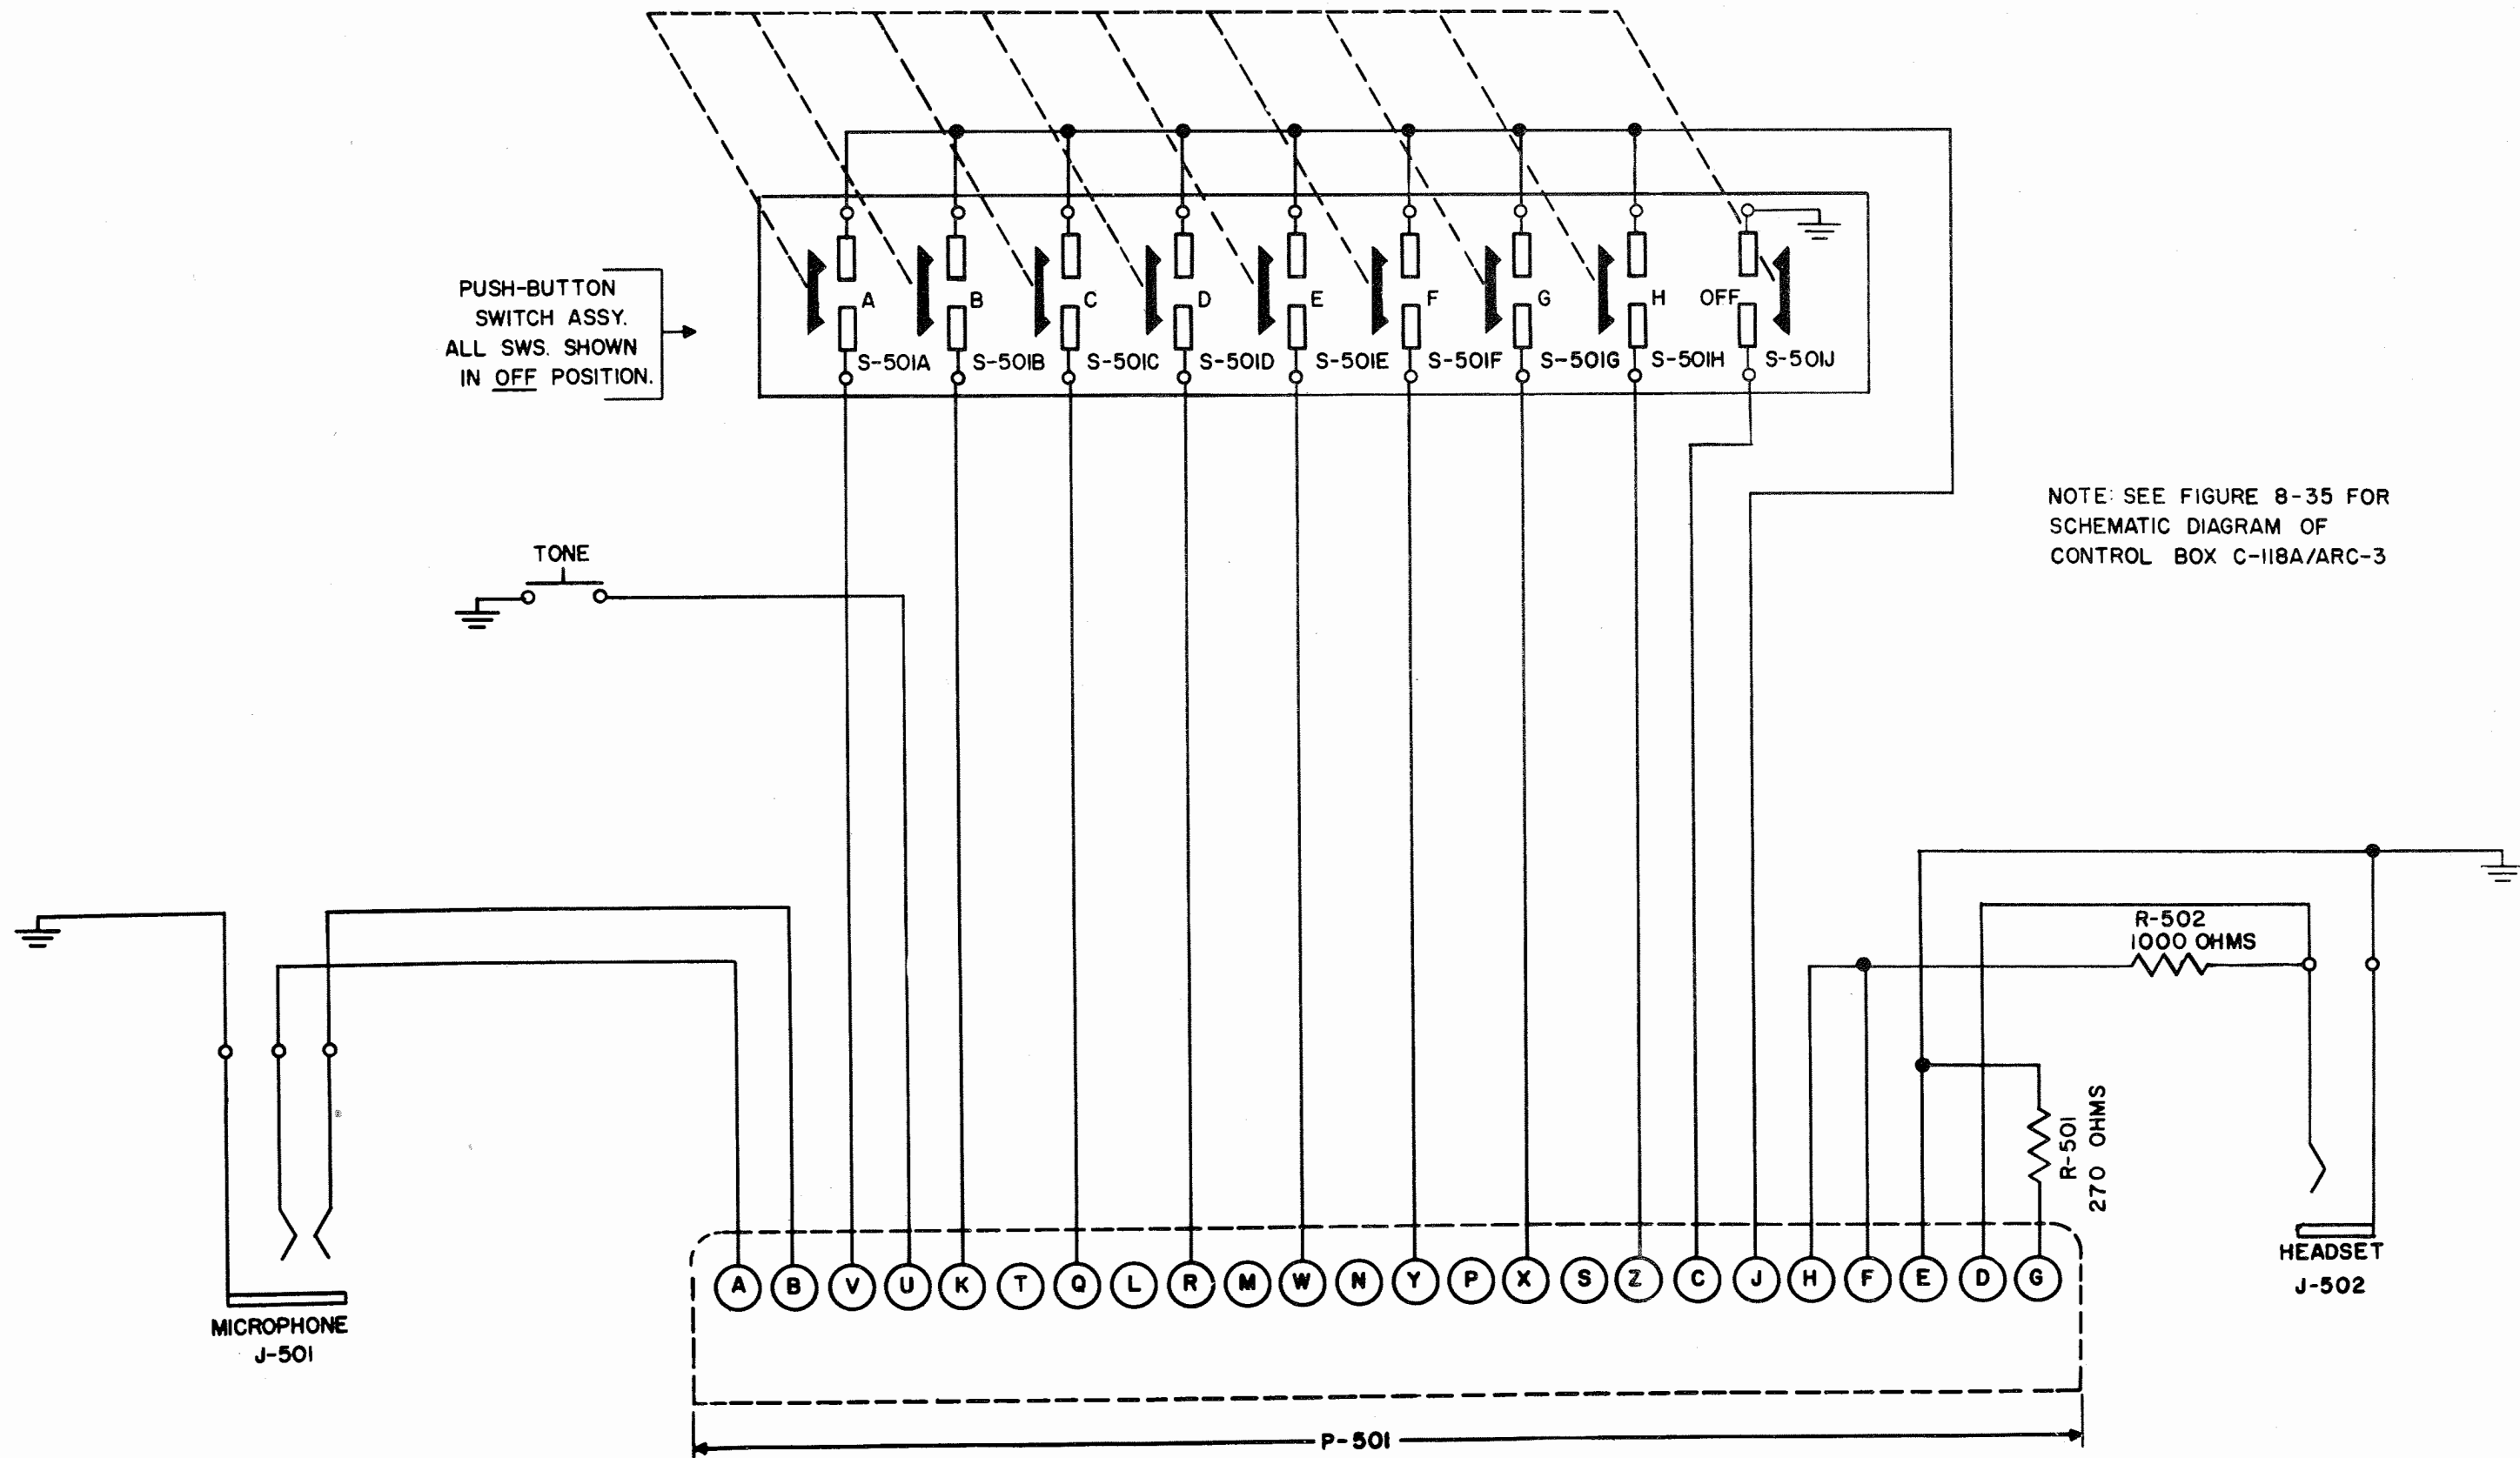 PUSH-BUTTON
SWITCH ASSY.
ALL SWS. SHOWN
IN OFF POSITION.
A
B
C
D
E
F
G
H
OFF
S-501A
S-501B
S-501C
S-501D
S-501E
S-501F
S-501G
S-501H
S-501J
NOTE: SEE FIGURE 8-35 FOR
SCHEMATIC DIAGRAM OF
CONTROL BOX C-118A/ARC-3
TONE
R-502
1000 OHMS
R-501
270 OHMS
MICROPHONE
J-501
A B V U K T Q L R M W N Y P X S Z C J H F E D G
HEADSET
J-502
P-501